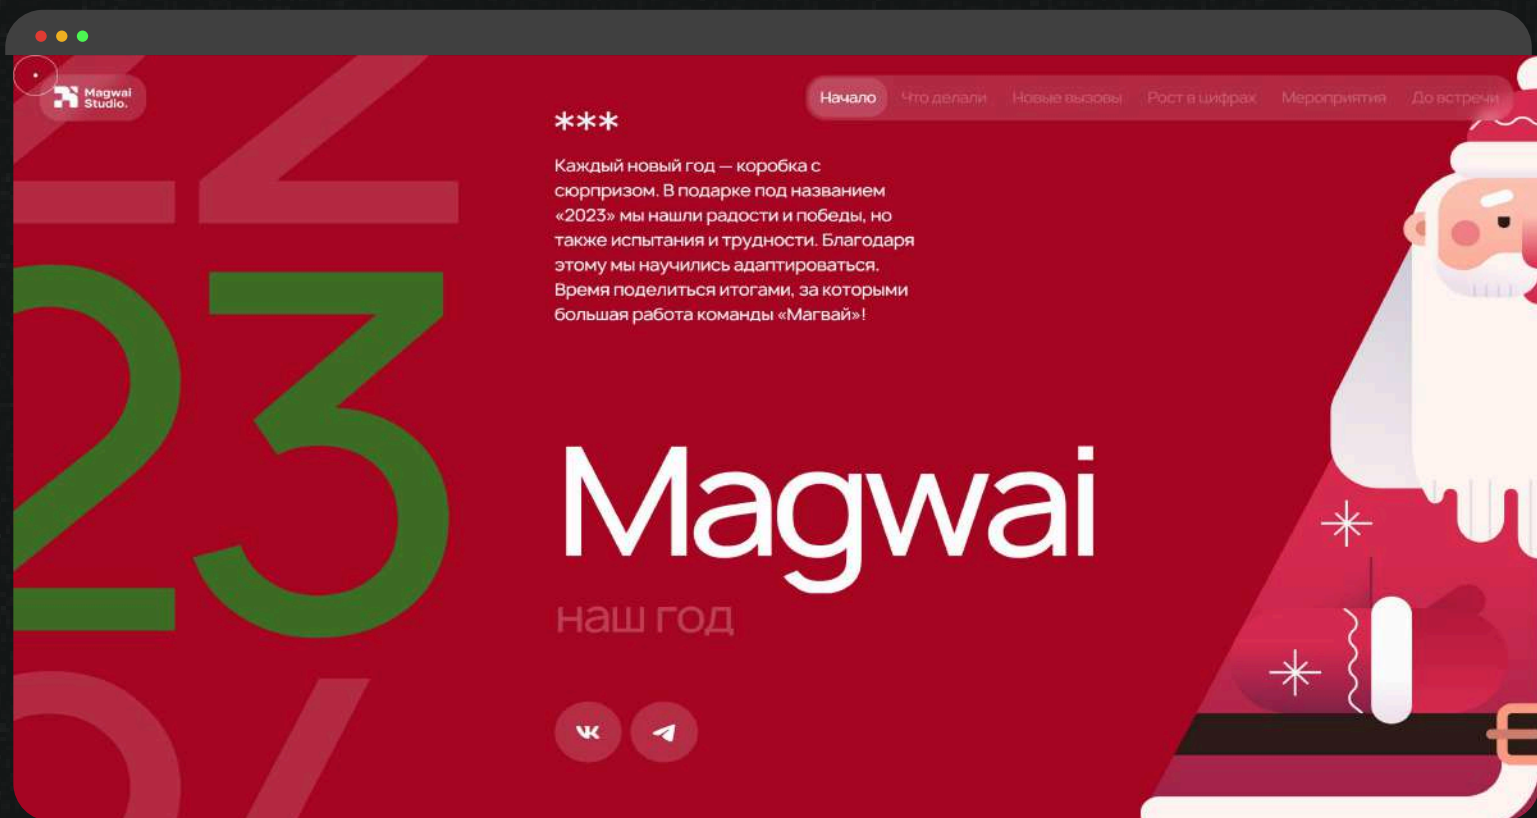 Magwai
Studio.
Начало Что делали Новые вызовы Рост в цифрах Мероприятия До встречи
***
Каждый новый год — коробка с
сюрпризом. В подарке под названием
«2023» мы нашли радости и победы, но
также испытания и трудности. Благодаря
этому мы научились адаптироваться.
Время поделиться итогами, за которыми
большая работа команды «Магвай»!
22
23
24
Magwai
наш год